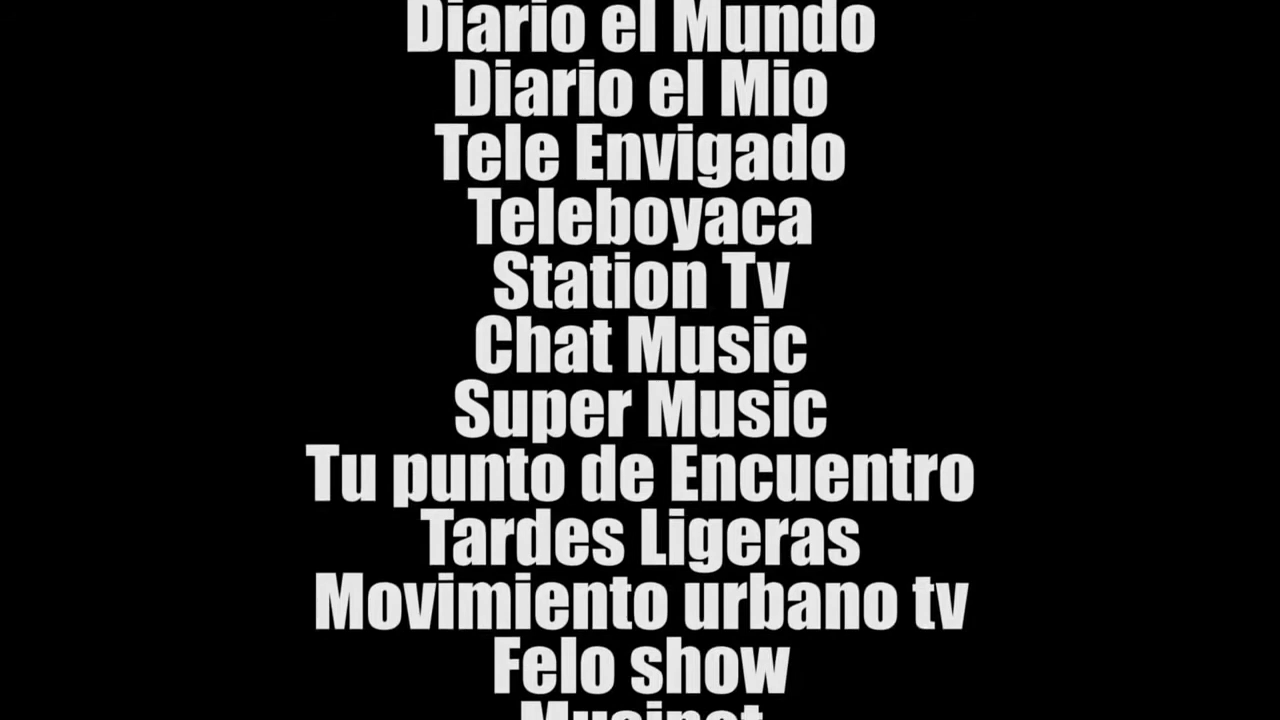 Diario el Mundo
Diario el Mio
Tele Envigado
Teleboyaca
Station Tv
Chat Music
Super Music
Tu punto de Encuentro
Tardes Ligeras
Movimiento urbano tv
Felo show